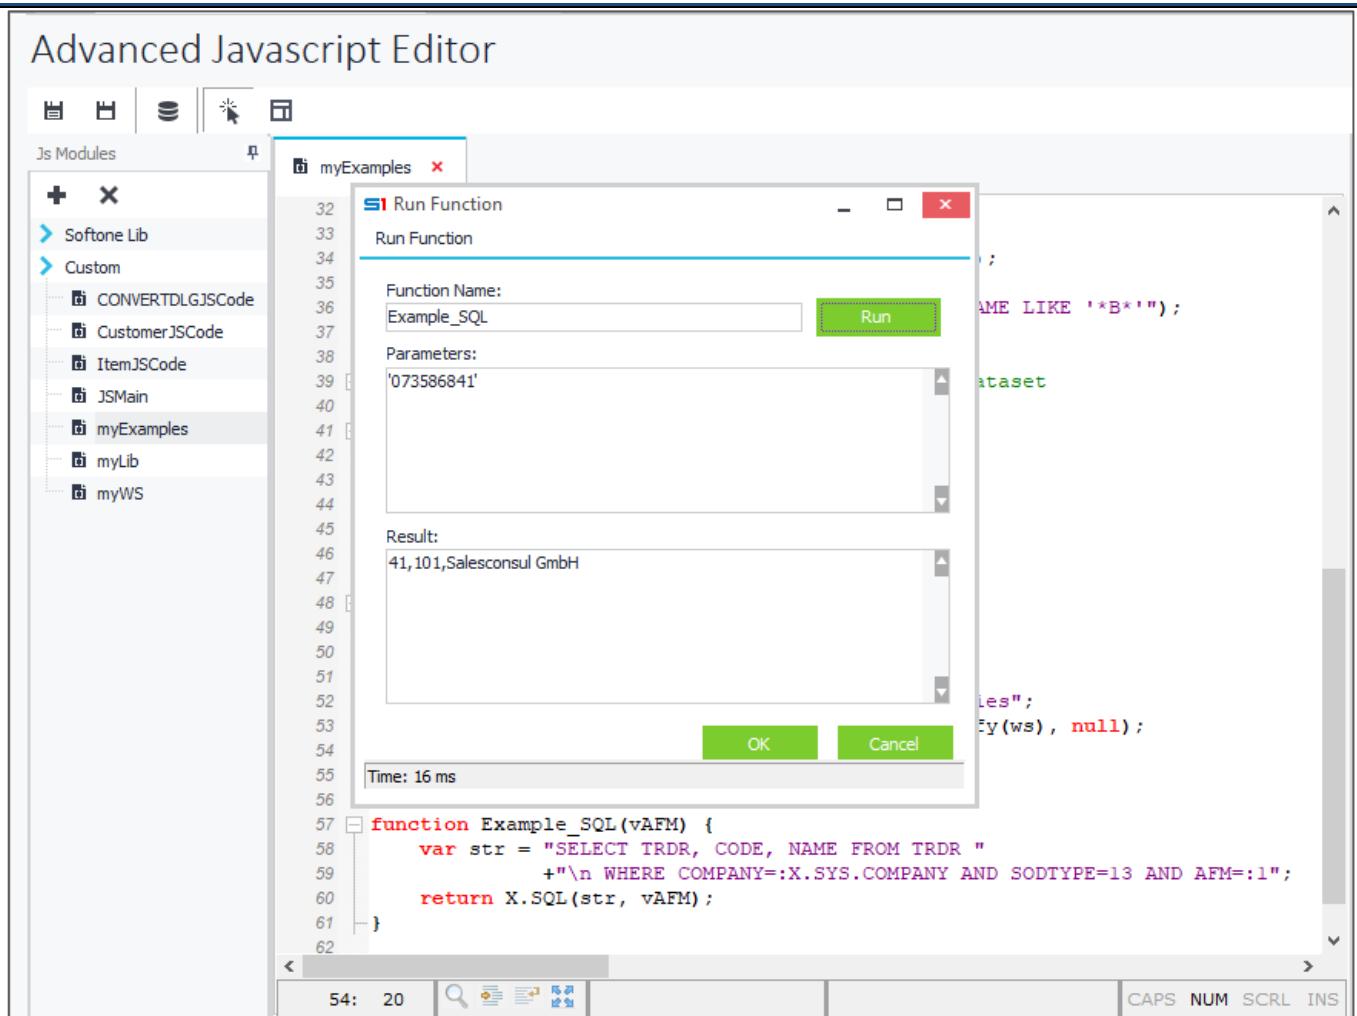 Advanced Javascript Editor
Js Modules
myExamples
Softone Lib
Custom
CONVERTDLGJSCode
CustomerJSCode
ItemJSCode
JSMain
myExamples
myLib
myWS
S1 Run Function
Run Function
Function Name:
Example_SQL
Run
Parameters:
'073586841'
Result:
41,101,Salesconsul GmbH
OK
Cancel
Time: 16 ms
32
33
34 ;
35
36 AME LIKE '*B*'");
37
38
39 ataset
40
41
42
43
44
45
46
47
48
49
50
51
52 ies";
53 fy(ws), null);
54
55
56
57 function Example_SQL(vAFM) {
58 var str = "SELECT TRDR, CODE, NAME FROM TRDR "
59 +"\n WHERE COMPANY=:X.SYS.COMPANY AND SODTYPE=13 AND AFM=:1";
60 return X.SQL(str, vAFM);
61 }
62
54: 20
CAPS NUM SCRL INS